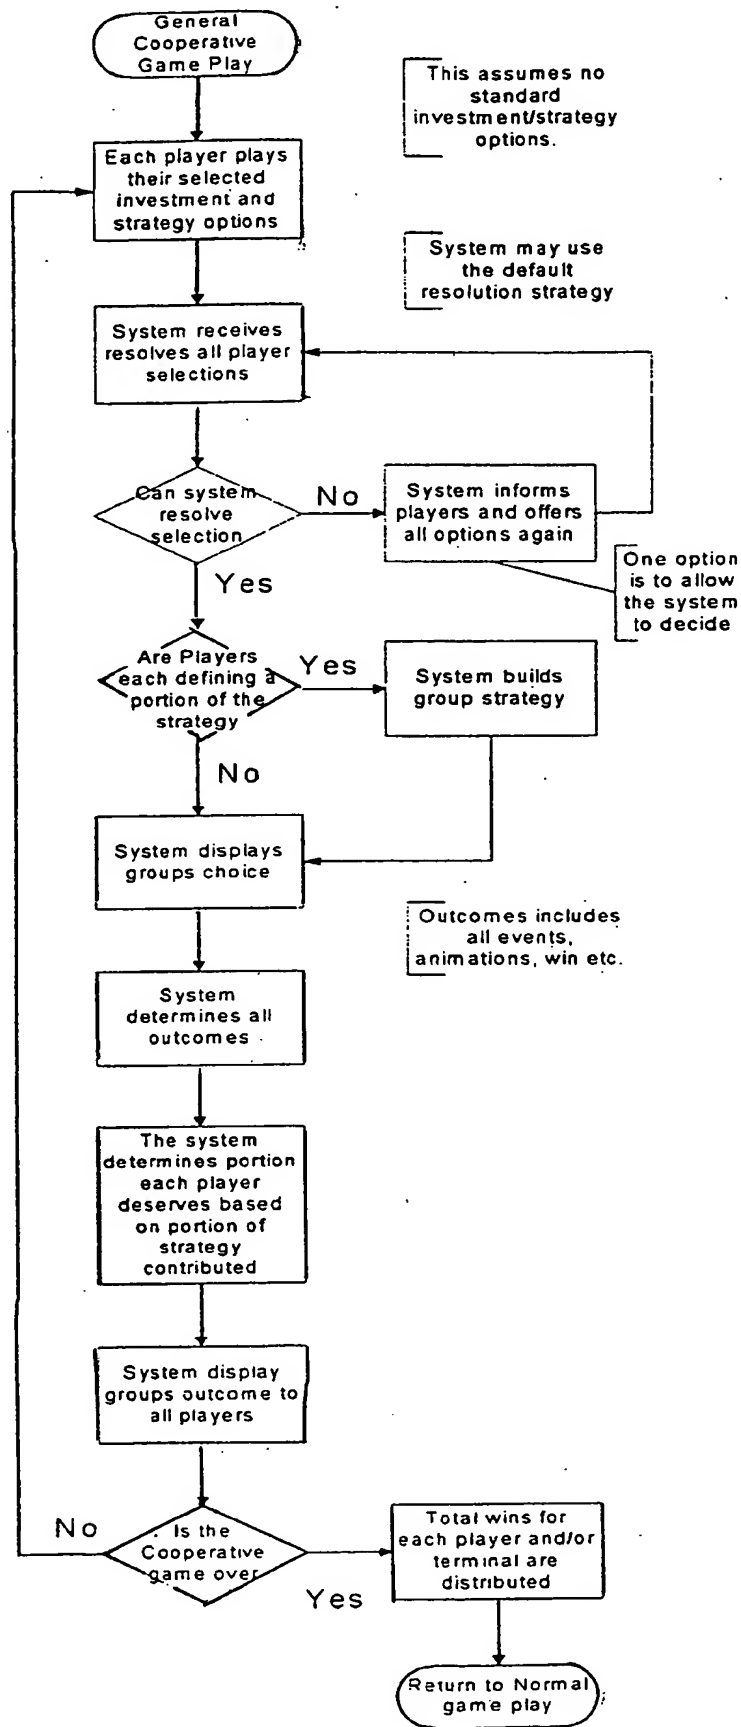 General
Cooperative
Game Play
This assumes no
standard
investment/strategy
options.
Each player plays
their selected
investment and
strategy options
System may use
the default
resolution strategy
System receives
resolves all player
selections
Can system
resolve
selection
No
System informs
players and offers
all options again
One option
is to allow
the system
to decide
Yes
Are Players
each defining a
portion of the
strategy
Yes
System builds
group strategy
No
System displays
groups choice
Outcomes includes
all events,
animations, win etc.
System
determines all
outcomes
The system
determines portion
each player
deserves based
on portion of
strategy
contributed
System display
groups outcome to
all players
Is the
Cooperative
game over
No
Yes
Total wins for
each player and/or
terminal are
distributed
Return to Normal
game play